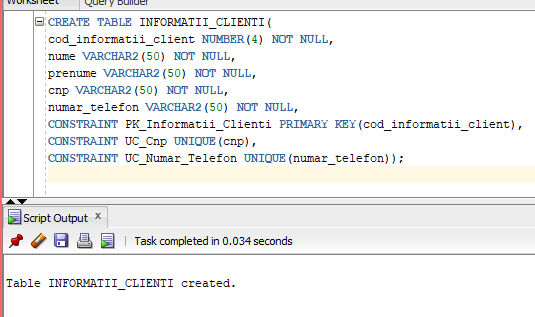 Worksheet Query Builder
CREATE TABLE INFORMATII_CLIENTI(
cod_informatii_client NUMBER(4) NOT NULL,
nume VARCHAR2(50) NOT NULL,
prenume VARCHAR2(50) NOT NULL,
cnp VARCHAR2(50) NOT NULL,
numar_telefon VARCHAR2(50) NOT NULL,
CONSTRAINT PK_Informatii_Clienti PRIMARY KEY(cod_informatii_client),
CONSTRAINT UC_Cnp UNIQUE(cnp),
CONSTRAINT UC_Numar_Telefon UNIQUE(numar_telefon));
Script Output x
Task completed in 0.034 seconds
Table INFORMATII_CLIENTI created.